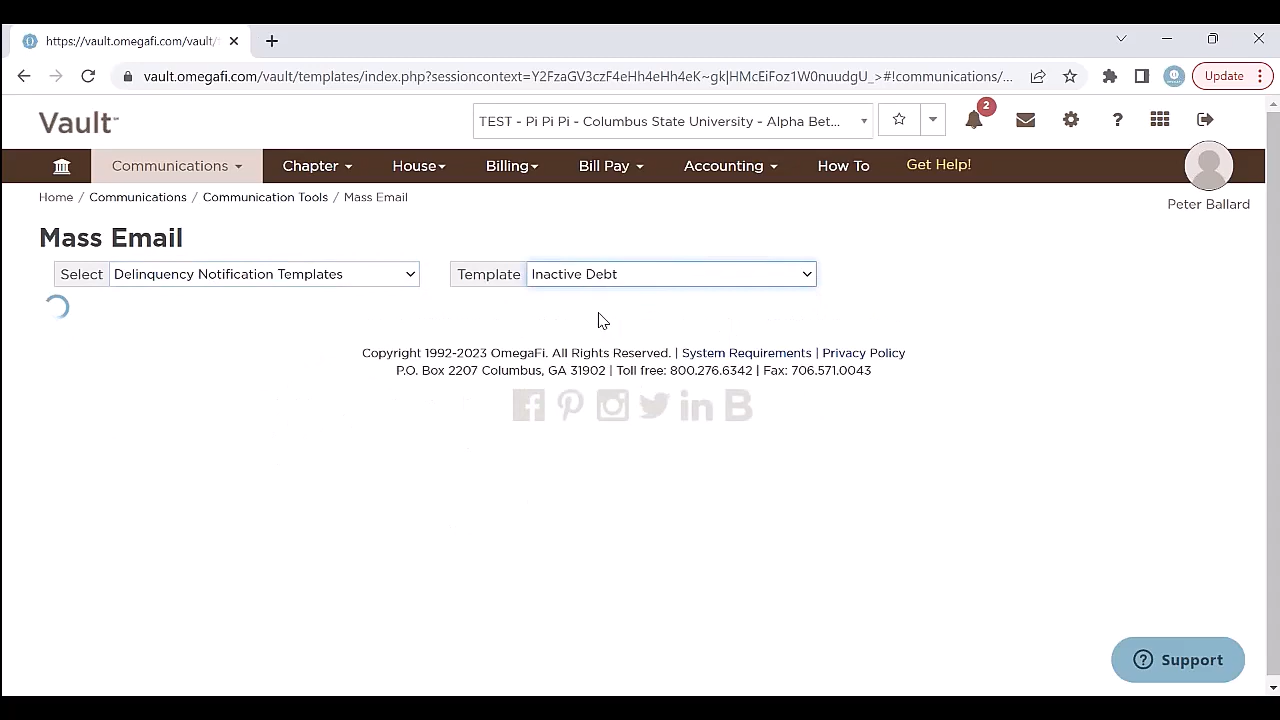 https://vault.omegafi.com/vault/
vault.omegafi.com/vault/templates/index.php?sessioncontext=Y2FzaGV3czF4eHh4eHh4eK~gk|HMcEiFoz1W0nuudgU_>#!communications/...
Update
Vault
TEST - Pi Pi Pi - Columbus State University - Alpha Bet...
2
?
Communications
Chapter
House
Billing
Bill Pay
Accounting
How To
Get Help!
Home / Communications / Communication Tools / Mass Email
Peter Ballard
Mass Email
Select Delinquency Notification Templates
Template Inactive Debt
Copyright 1992-2023 OmegaFi. All Rights Reserved. | System Requirements | Privacy Policy
P.O. Box 2207 Columbus, GA 31902 | Toll free: 800.276.6342 | Fax: 706.571.0043
? Support